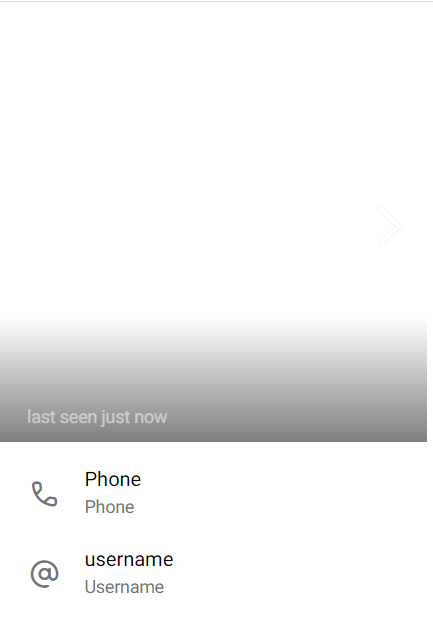 last seen just now
Phone
Phone
@ username
Username